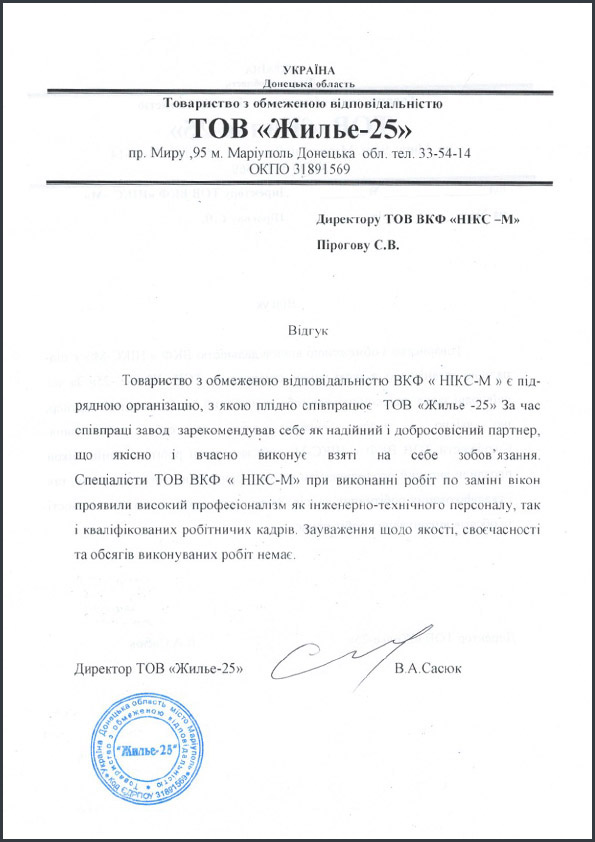 УКРАЇНА
Донецька область
Товариство з обмеженою відповідальністю
ТОВ «Жилье-25»
пр. Миру ,95 м. Маріуполь Донецька обл. тел. 33-54-14
ОКПО 31891569
Директору ТОВ ВКФ «НІКС –М»
Пірогову С.В.
Відгук
Товариство з обмеженою відповідальністю ВКФ « НІКС-М » є під-
рядною організацію, з якою плідно співпрацює ТОВ «Жилье -25» За час
співпраці завод зарекомендував себе як надійний і добросовісний партнер,
що якісно і вчасно виконує взяті на себе зобов’язання.
Спеціалісти ТОВ ВКФ « НІКС-М» при виконанні робіт по заміні вікон
проявили високий професіоналізм як інженерно-технічного персоналу, так
і кваліфікованих робітничих кадрів. Зауваження щодо якості, своєчасності
та обсягів виконуваних робіт немає.
Директор ТОВ «Жилье-25» В.А.Сасюк
Україна Донецька область місто Маріуполь
Товариство з обмеженою відповідальністю
"Жилье-25"
Код ЄДРПОУ 31891569